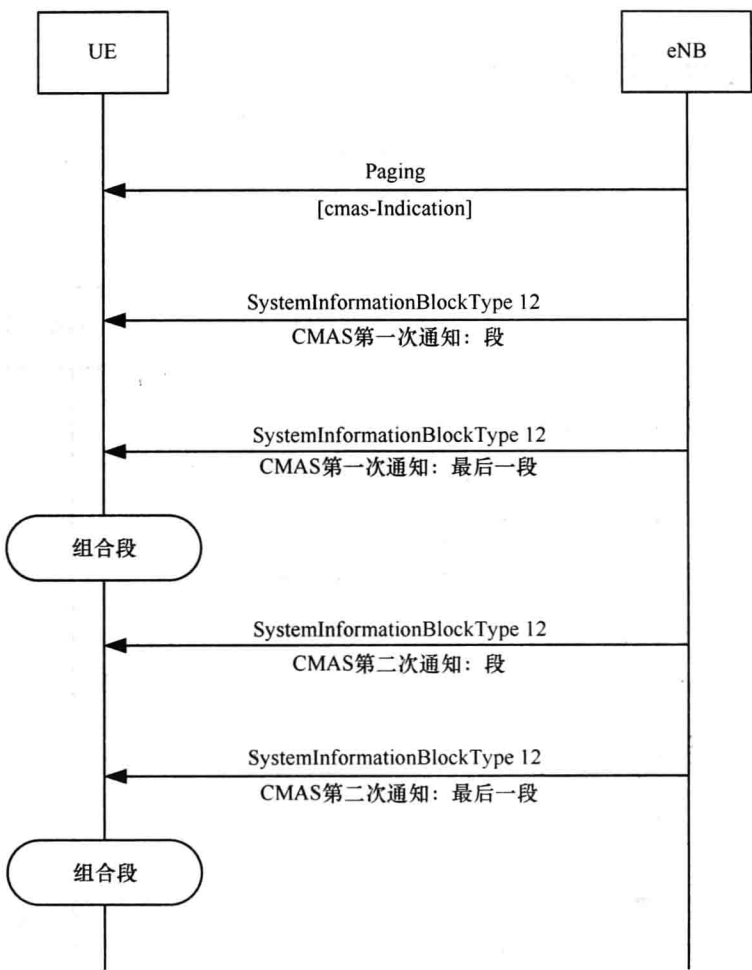 UE
eNB
Paging
[cmas-Indication]
SystemInformationBlockType 12
CMAS第一次通知：段
SystemInformationBlockType 12
CMAS第一次通知：最后一段
组合段
SystemInformationBlockType 12
CMAS第二次通知：段
SystemInformationBlockType 12
CMAS第二次通知：最后一段
组合段